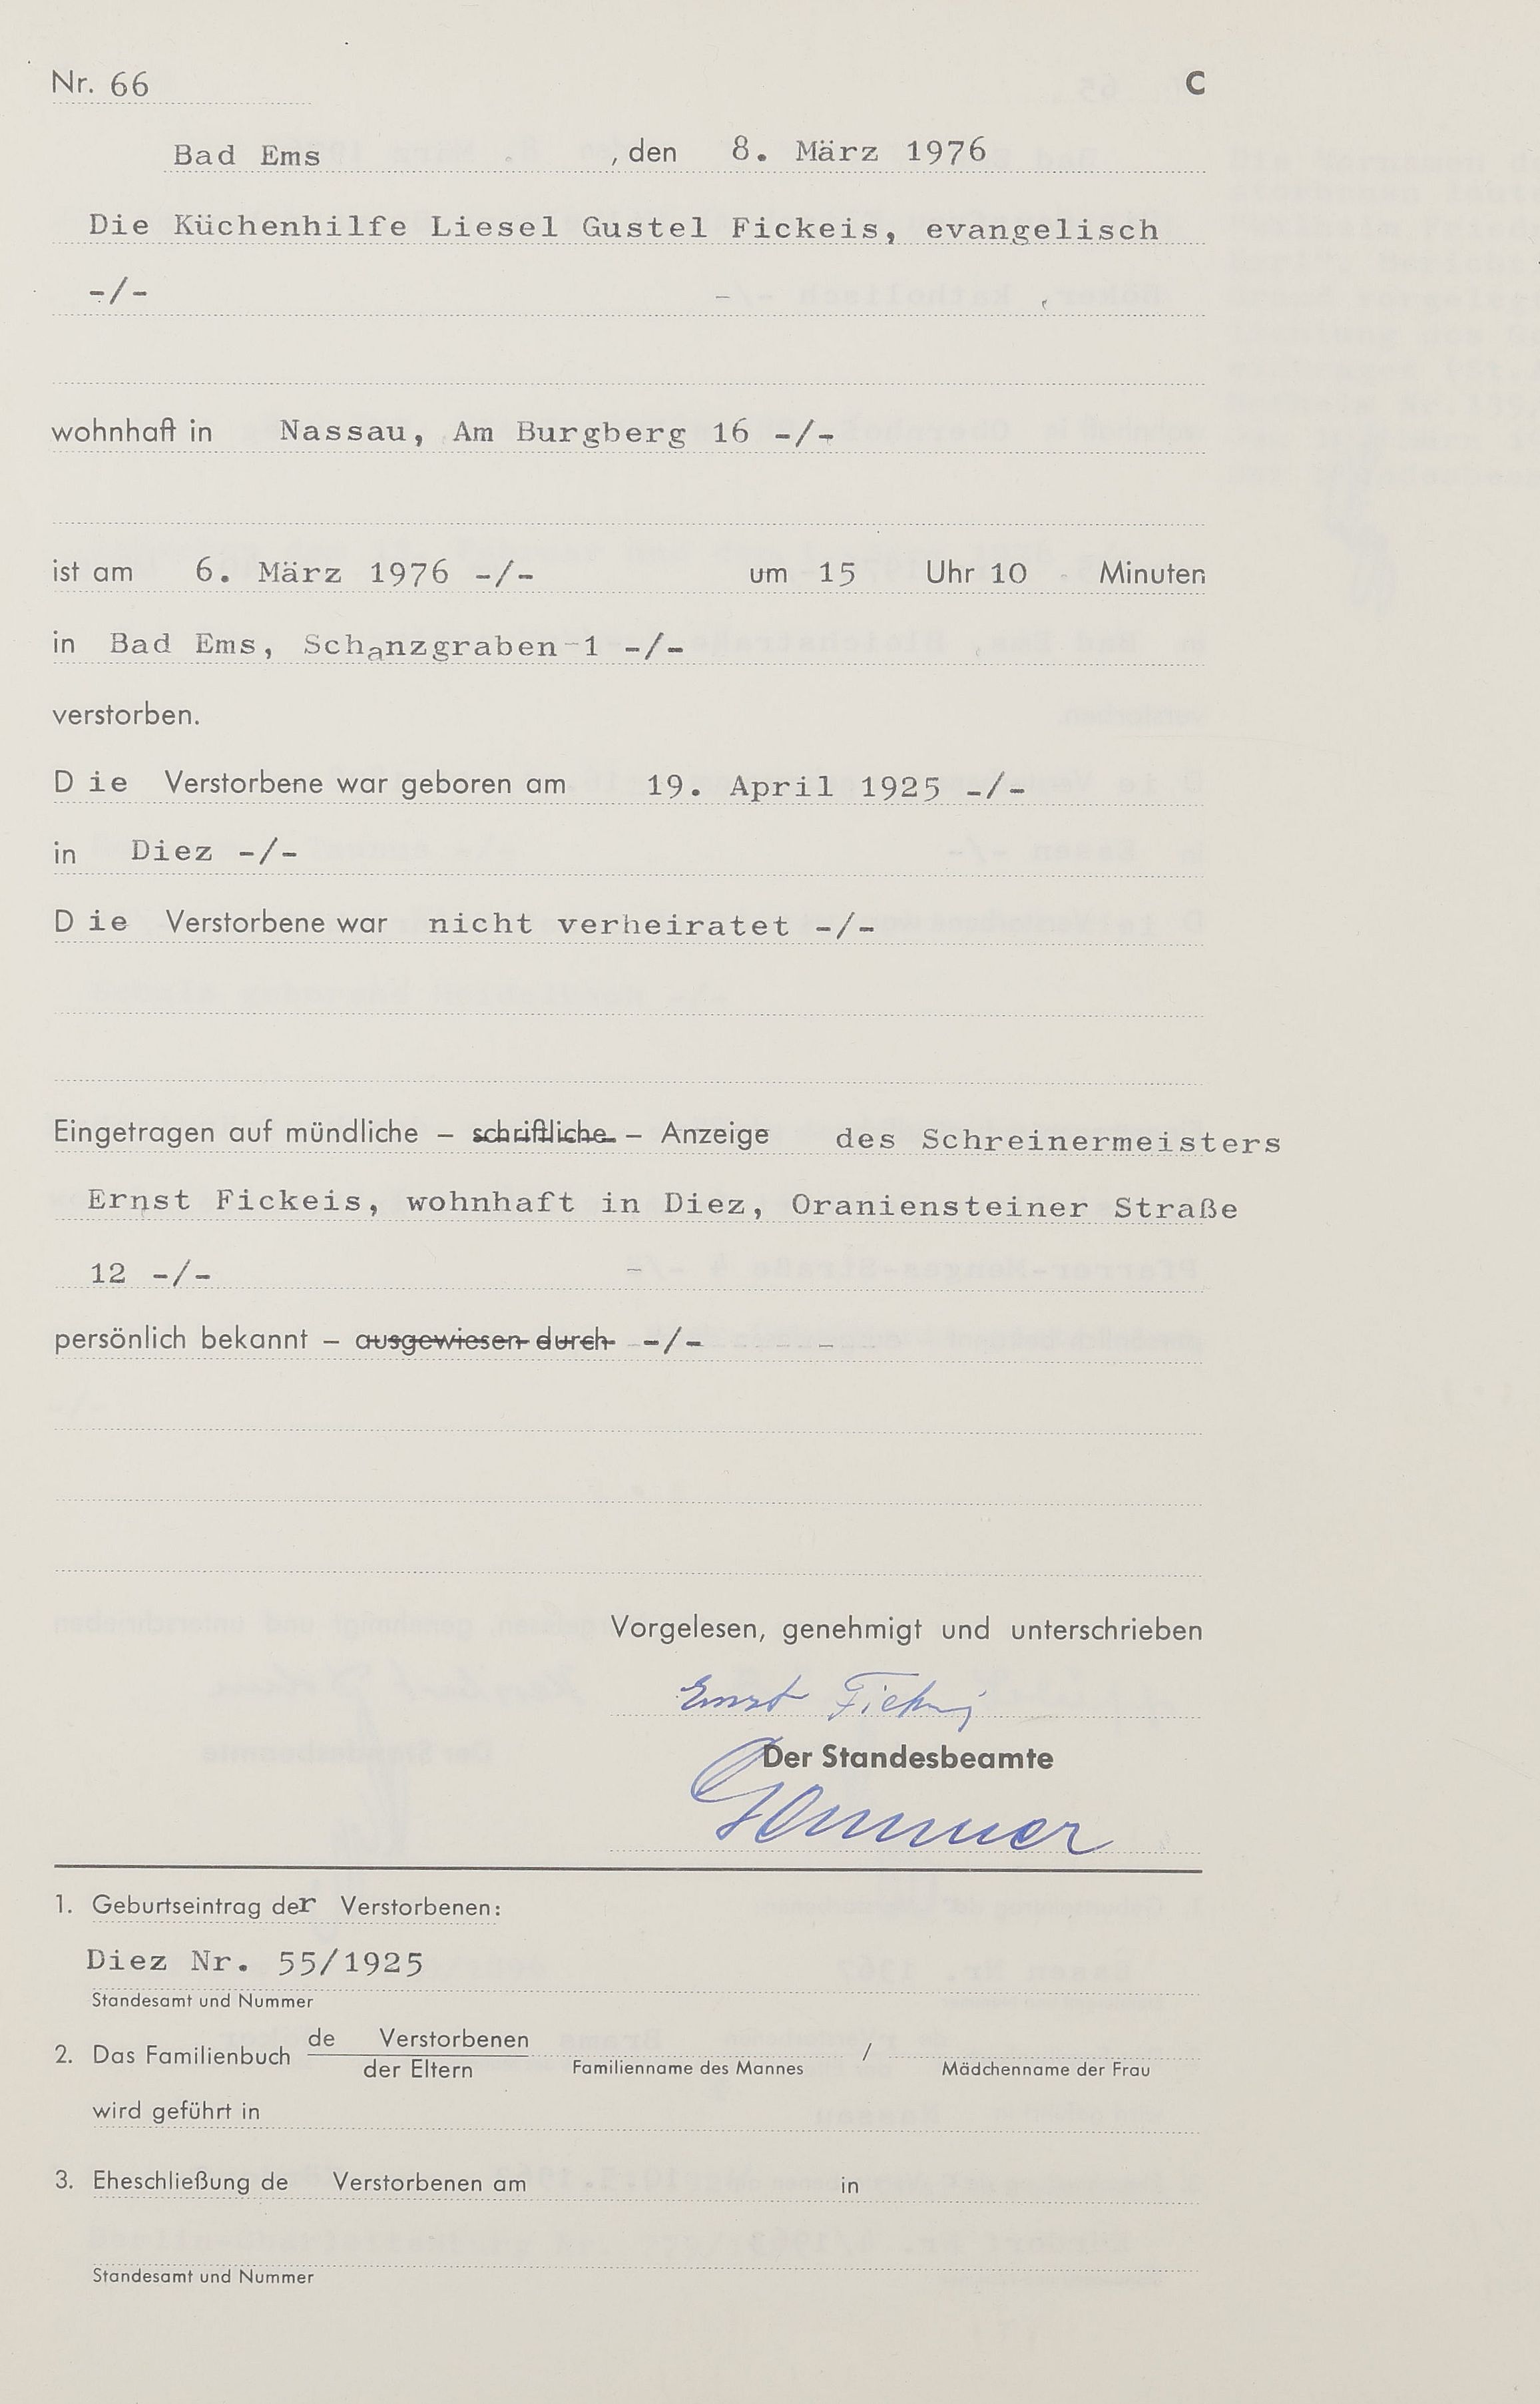 Nr. 66 C
Bad Ems , den 8. März 1976
Die Küchenhilfe Liesel Gustel Fickeis, evangelisch
-/-
wohnhaft in Nassau, Am Burgberg 16 -/-
ist am 6. März 1976 -/- um 15 Uhr 10 Minuten
in Bad Ems, Schanzgraben 1 -/-
verstorben.
Die Verstorbene war geboren am 19. April 1925 -/-
in Diez -/-
Die Verstorbene war nicht verheiratet -/-
Eingetragen auf mündliche – schriftliche – Anzeige des Schreinermeisters
Ernst Fickeis, wohnhaft in Diez, Oraniensteiner Straße
12 -/-
persönlich bekannt – ausgewiesen durch -/-
Vorgelesen, genehmigt und unterschrieben
Ernst Fickeis
Der Standesbeamte
1. Geburtseintrag der Verstorbenen:
Diez Nr. 55/1925
Standesamt und Nummer
2. Das Familienbuch de Verstorbenen /
der Eltern Familienname des Mannes Mädchenname der Frau
wird geführt in
3. Eheschließung de Verstorbenen am in
Standesamt und Nummer